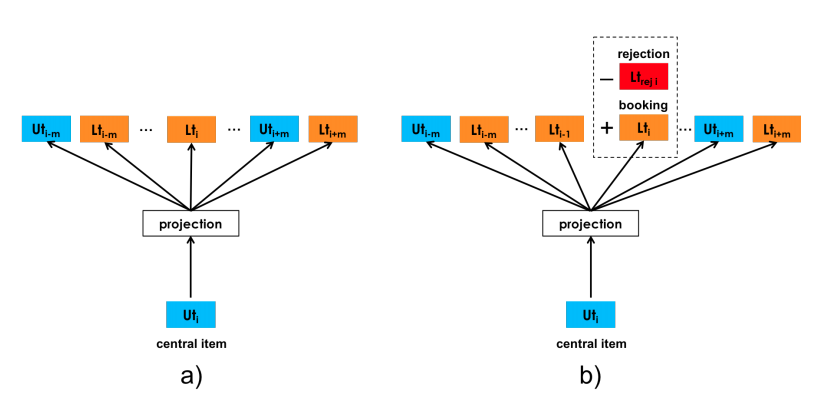 Ut_{i-m} Lt_{i-m} ... Lt_i ... Ut_{i+m} Lt_{i+m}
projection
Ut_i
central item
a)
rejection
− Lt_{rej i}
booking
Ut_{i-m} Lt_{i-m} ... Lt_{i-1} + Lt_i ... Ut_{i+m} Lt_{i+m}
projection
Ut_i
central item
b)